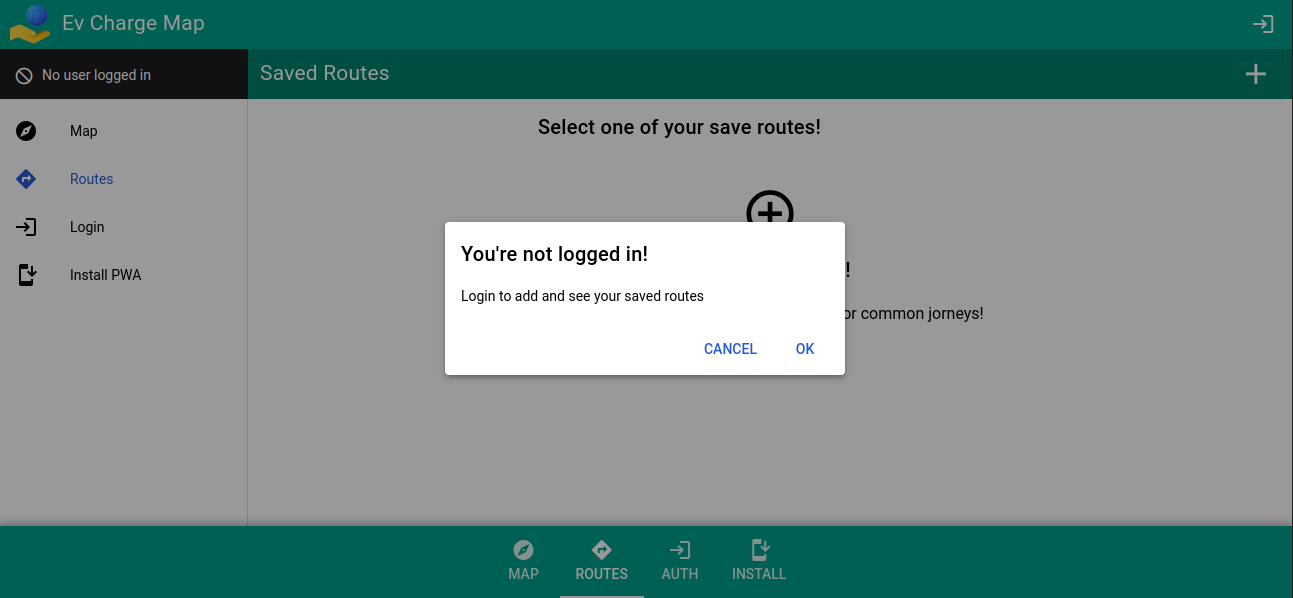 Ev Charge Map
No user logged in
Saved Routes
Map
Routes
Login
Install PWA
Select one of your save routes!
!
or common jorneys!
You're not logged in!
Login to add and see your saved routes
CANCEL OK
MAP ROUTES AUTH INSTALL